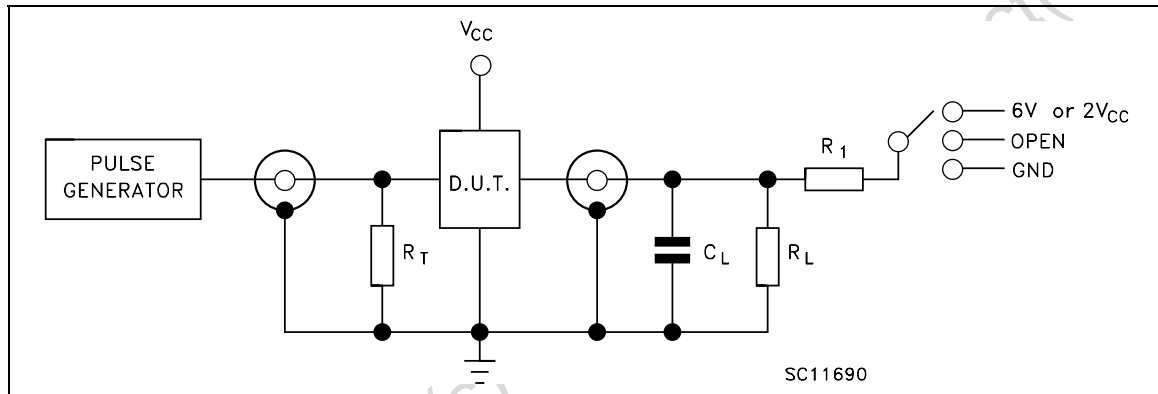 VCC
PULSE
GENERATOR
D.U.T.
RT
CL
RL
R1
6V or 2VCC
OPEN
GND
SC11690